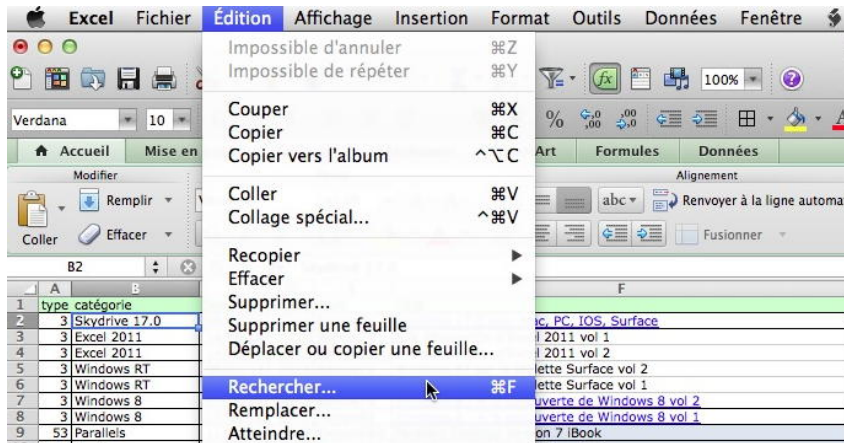 Excel Fichier Édition Affichage Insertion Format Outils Données Fenêtre
Impossible d'annuler ⌘Z
Impossible de répéter ⌘Y
100%
Couper ⌘X
Verdana 10 %
Copier ⌘C
Accueil Mise en Art Formules Données
Copier vers l'album ^⌥C
Modifier Alignement
Remplir Coller ⌘V abc Renvoyer à la ligne automa
Collage spécial... ^⌘V
Coller Effacer Fusionner
Recopier
B2
Effacer
A B F
Supprimer...
1 type catégorie
2 3 Skydrive 17.0 ac, PC, IOS, Surface
Supprimer une feuille
3 3 Excel 2011 l 2011 vol 1
4 3 Excel 2011 l 2011 vol 2
Déplacer ou copier une feuille...
5 3 Windows RT lette Surface vol 2
6 3 Windows RT lette Surface vol 1
Rechercher... ⌘F
7 3 Windows 8 uverte de Windows 8 vol 2
8 3 Windows 8 uverte de Windows 8 vol 1
Remplacer...
9 53 Parallels on 7 iBook
Atteindre...